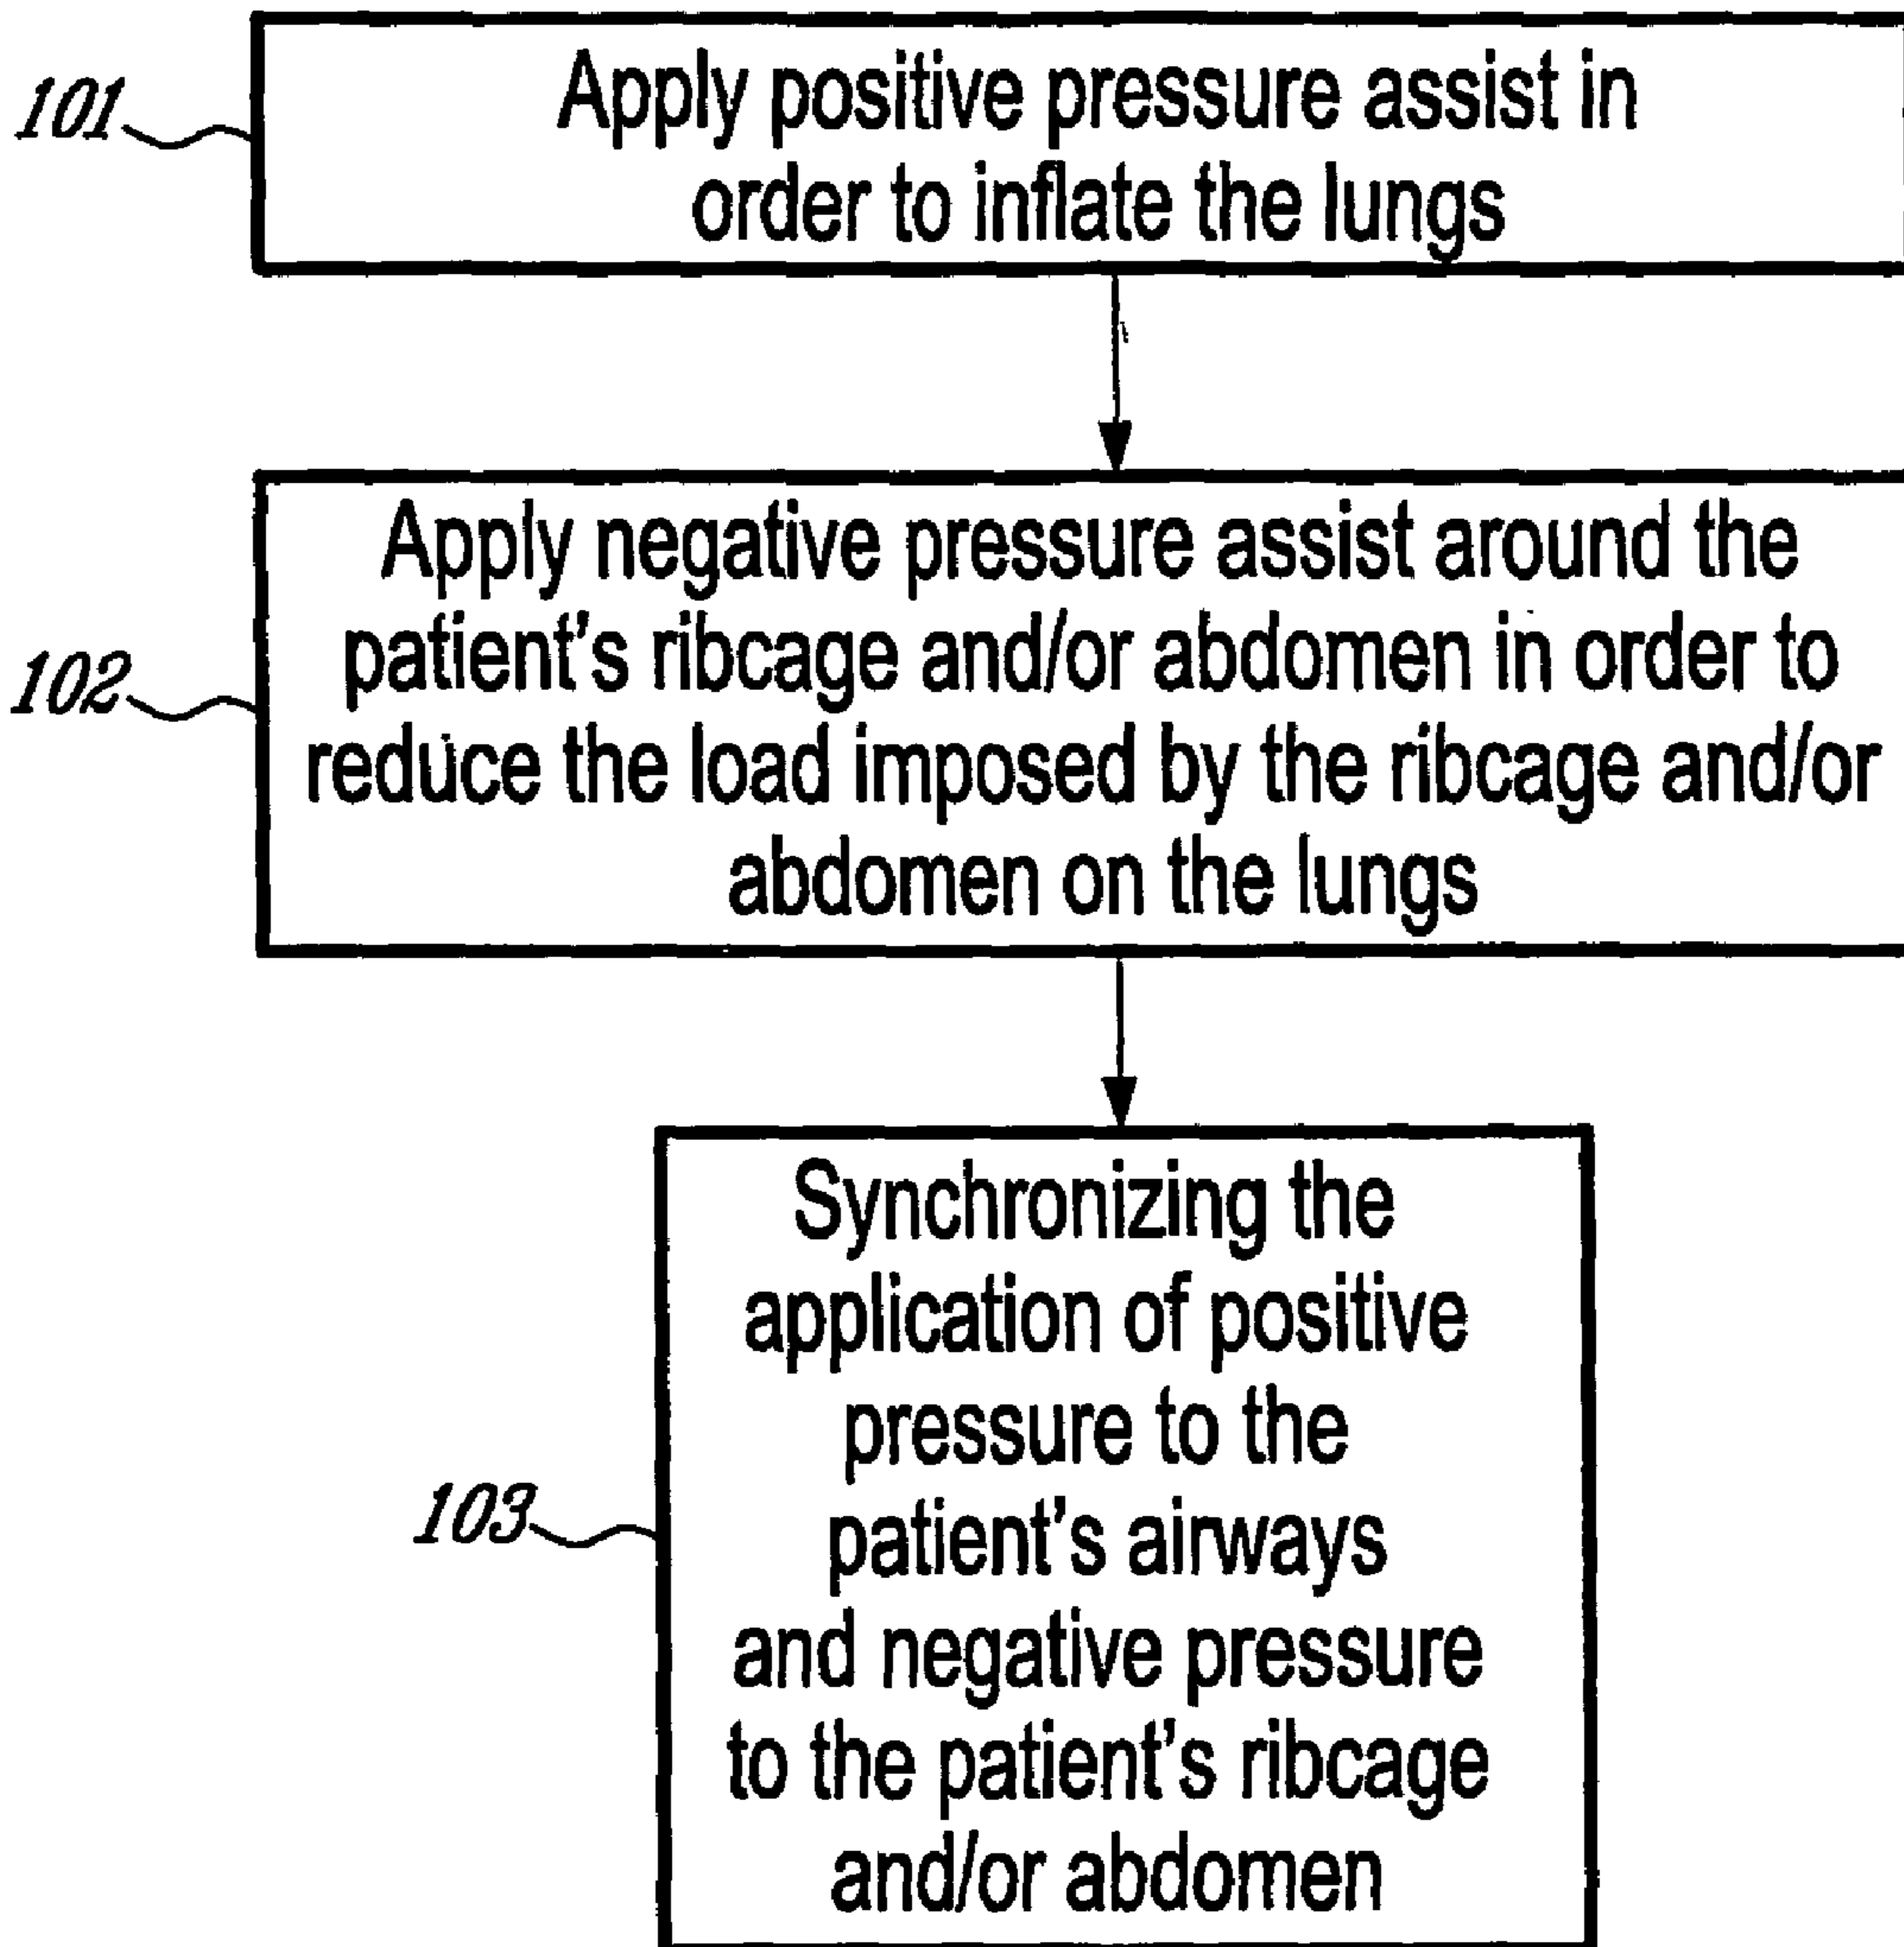 101
Apply positive pressure assist in
order to inflate the lungs
102
Apply negative pressure assist around the
patient's ribcage and/or abdomen in order to
reduce the load imposed by the ribcage and/or
abdomen on the lungs
103
Synchronizing the
application of positive
pressure to the
patient's airways
and negative pressure
to the patient's ribcage
and/or abdomen